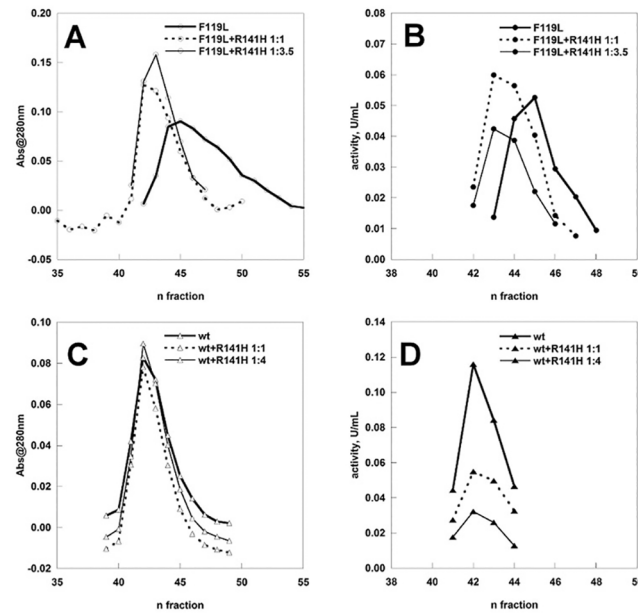 A
F119L
F119L+R141H 1:1
F119L+R141H 1:3.5
Abs@280nm
0.20
0.15
0.10
0.05
0.00
-0.05
35 40 45 50 55
n fraction
B
F119L
F119L+R141H 1:1
F119L+R141H 1:3.5
activity, U/mL
0.08
0.07
0.06
0.05
0.04
0.03
0.02
0.01
0.00
38 40 42 44 46 48 50
n fraction
C
wt
wt+R141H 1:1
wt+R141H 1:4
Abs@280nm
0.10
0.08
0.06
0.04
0.02
0.00
-0.02
35 40 45 50 55
n fraction
D
wt
wt+R141H 1:1
wt+R141H 1:4
activity, U/mL
0.14
0.12
0.10
0.08
0.06
0.04
0.02
0.00
38 40 42 44 46 48 50
n fraction